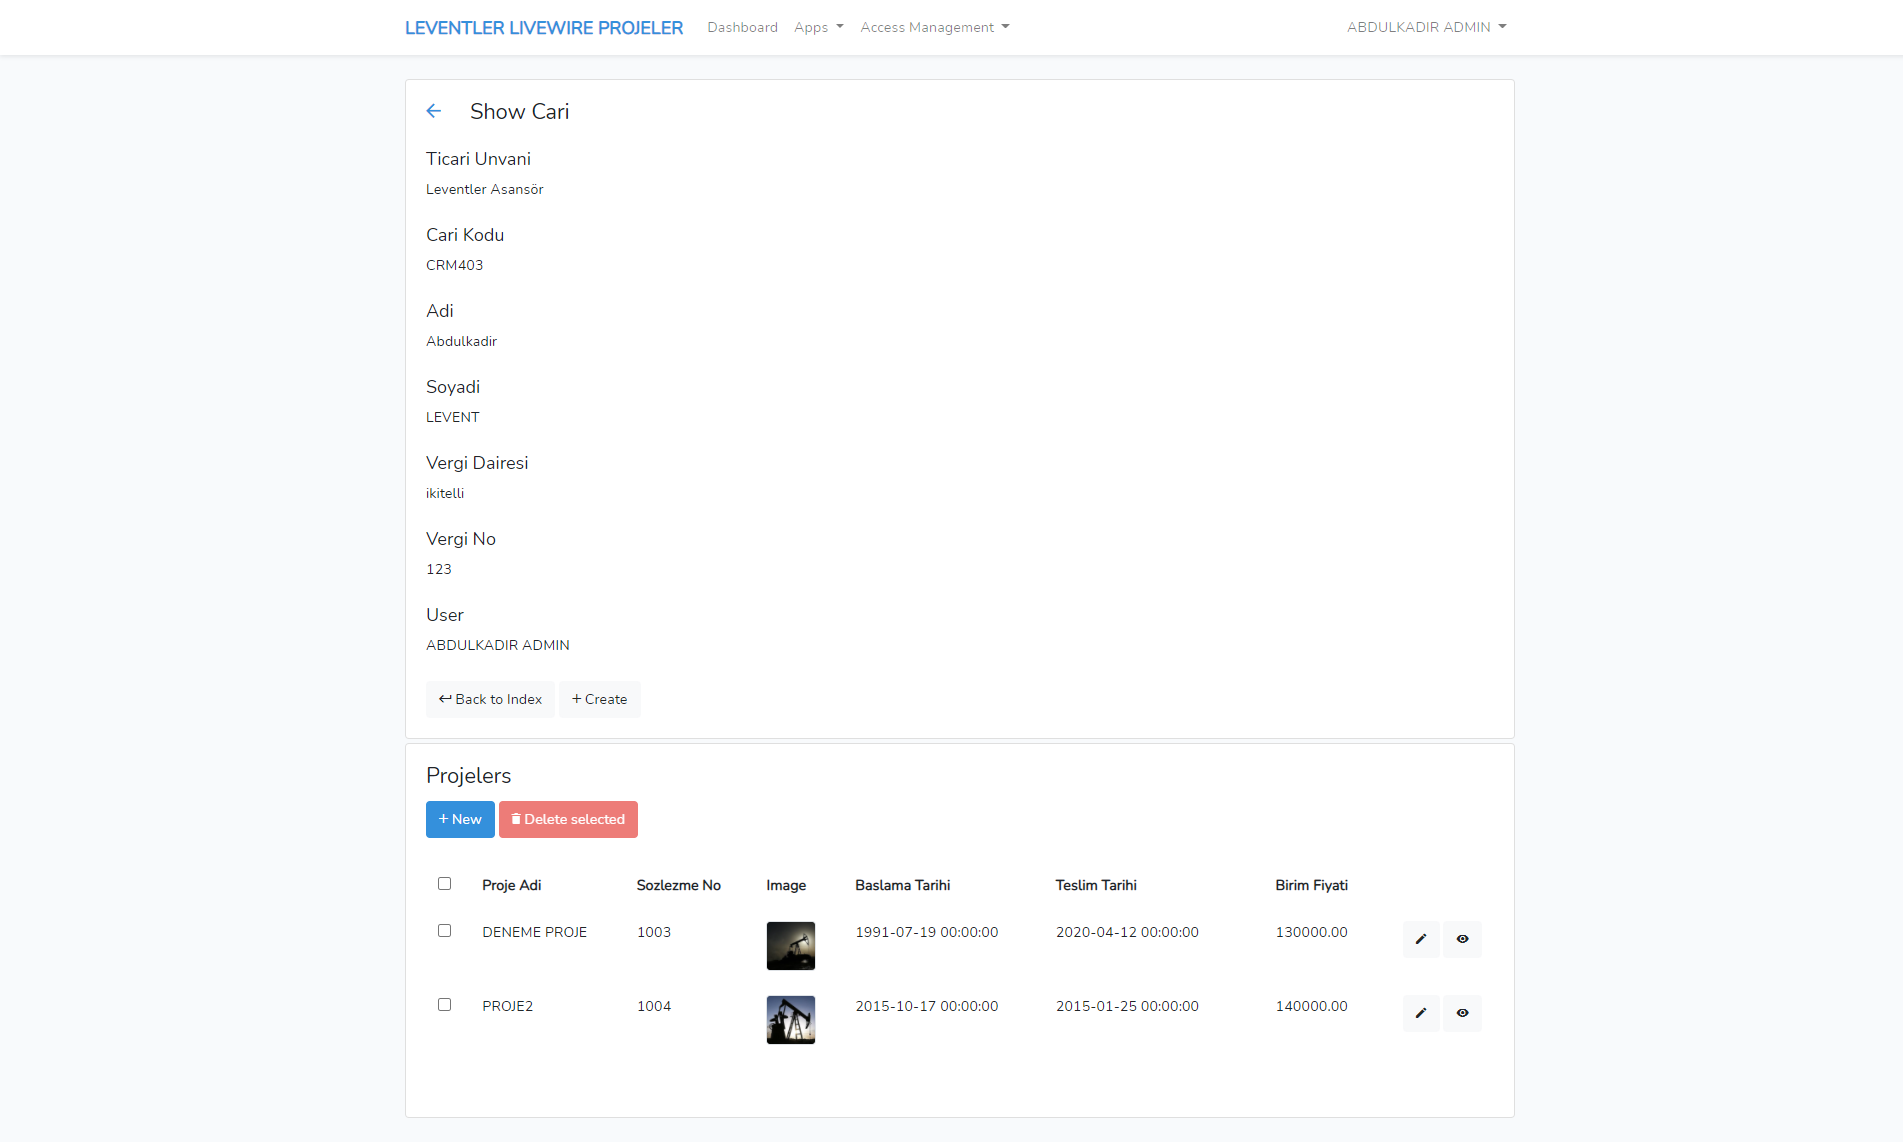 LEVENTLER LIVEWIRE PROJELER Dashboard Apps Access Management ABDULKADIR ADMIN
Show Cari
Ticari Unvani
Leventler Asansör
Cari Kodu
CRM403
Adi
Abdulkadir
Soyadi
LEVENT
Vergi Dairesi
ikitelli
Vergi No
123
User
ABDULKADIR ADMIN
Back to Index + Create
Projelers
+ New Delete selected
Proje Adi Sozlezme No Image Baslama Tarihi Teslim Tarihi Birim Fiyati
DENEME PROJE 1003 1991-07-19 00:00:00 2020-04-12 00:00:00 130000.00
PROJE2 1004 2015-10-17 00:00:00 2015-01-25 00:00:00 140000.00